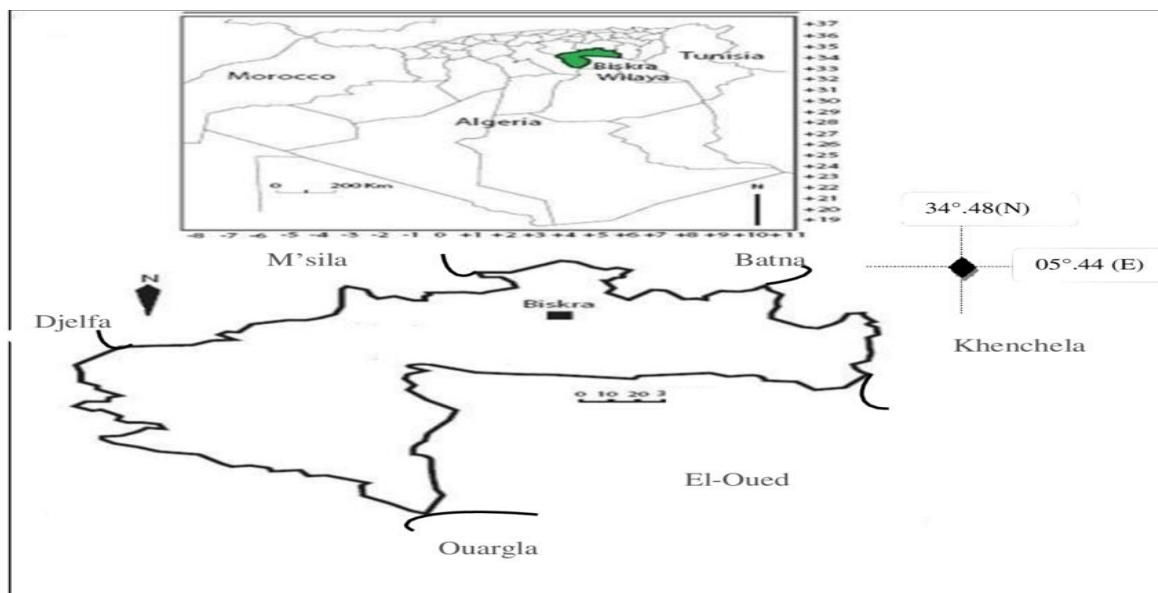 +37
+36
+35
+34
+33
+32
+31
+30
+29
+28
+27
+26
+25
+24
+23
+22
+21
+20
+19
Morocco
Tunisia
Biskra
Wilaya
Algeria
0 200 Km
N
-8 -7 -6 -5 -4 -3 -2 -1 0 +1 +2 +3 +4 +5 +6 +7 +8 +9 +10 +11
34°.48(N)
05°.44 (E)
M'sila
Batna
N
Biskra
Djelfa
Khenchela
0 10 20 3
El-Oued
Ouargla